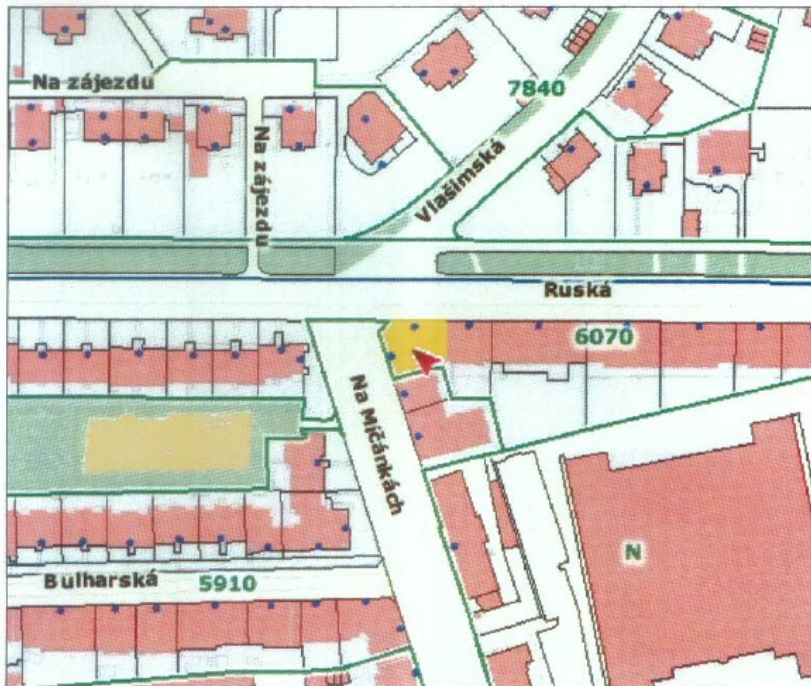 Na zájezdu
7840
Na zájezdu
Vlašimská
Ruská
6070
Na Míčánkách
N
Bulharská
5910